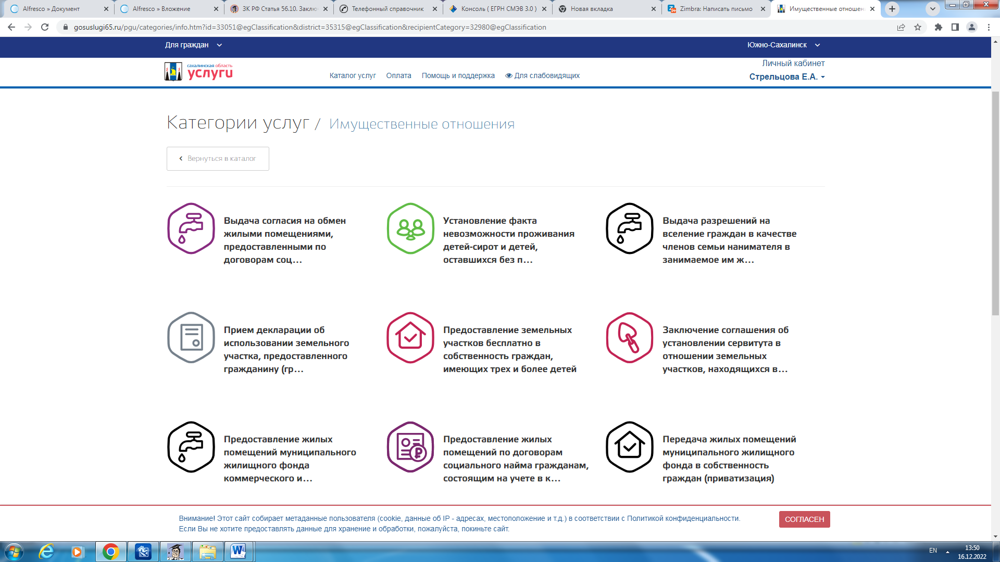 Alfresco » Документ
Alfresco » Вложение
ЗК РФ Статья 56.10. Заклю
Телефонный справочник
Консоль ( ЕГРН СМЭВ 3.0 )
Новая вкладка
Zimbra: Написать письмо
Имущественные отношен
gosuslugi65.ru/pgu/categories/info.htm?id=33051@egClassification&district=35315@egClassification&recipientCategory=32980@egClassification
Для граждан
Южно-Сахалинск
сахалинская область
услуги
Каталог услуг
Оплата
Помощь и поддержка
Для слабовидящих
Личный кабинет
Стрельцова Е.А.
Категории услуг / Имущественные отношения
Вернуться в каталог
Выдача согласия на обмен
жилыми помещениями,
предоставленными по
договорам соц...
Установление факта
невозможности проживания
детей-сирот и детей,
оставшихся без п...
Выдача разрешений на
вселение граждан в качестве
членов семьи нанимателя в
занимаемое им ж...
Прием декларации об
использовании земельного
участка, предоставленного
гражданину (гр...
Предоставление земельных
участков бесплатно в
собственность граждан,
имеющих трех и более детей
Заключение соглашения об
установлении сервитута в
отношении земельных
участков, находящихся в...
Предоставление жилых
помещений муниципального
жилищного фонда
коммерческого и...
Предоставление жилых
помещений по договорам
социального найма гражданам,
состоящим на учете в к...
Передача жилых помещений
муниципального жилищного
фонда в собственность
граждан (приватизация)
Внимание! Этот сайт собирает метаданные пользователя (cookie, данные об IP - адресах, местоположение и т.д.) в соответствии с Политикой конфиденциальности.
Если Вы не хотите предоставлять данные для хранение и обработки, пожалуйста, покиньте сайт.
СОГЛАСЕН
EN
13:50
16.12.2022